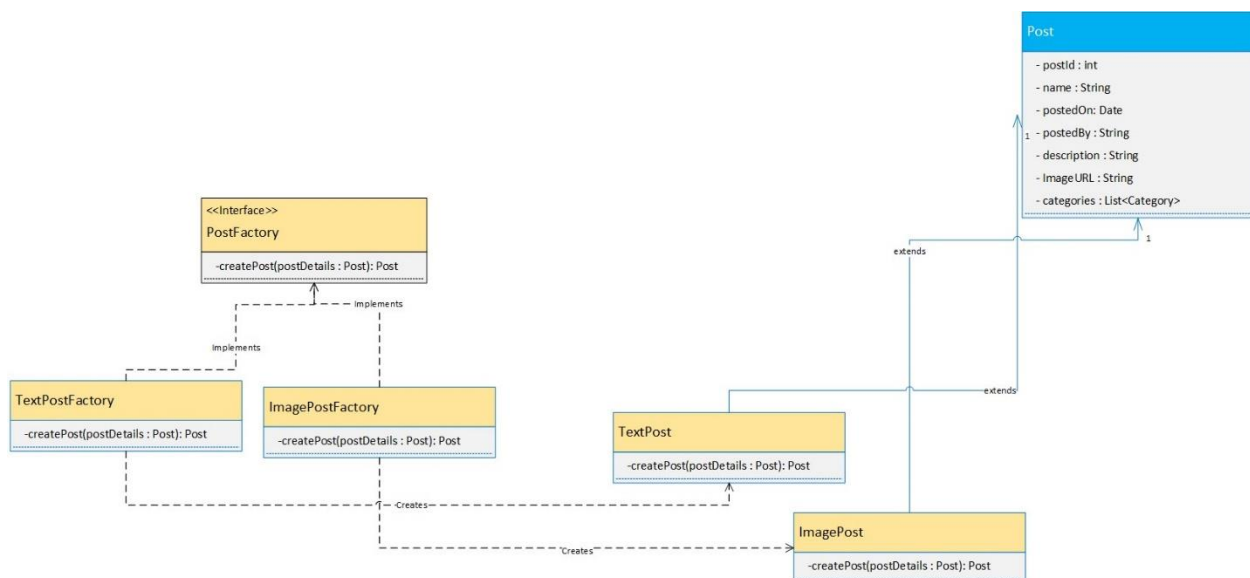 Post
- postId : int
- name : String
- postedOn: Date
- postedBy : String
- description : String
- ImageURL : String
- categories : List<Category>
1
1
<<Interface>>
PostFactory
-createPost(postDetails : Post): Post
extends
Implements
Implements
TextPostFactory
-createPost(postDetails : Post): Post
ImagePostFactory
-createPost(postDetails : Post): Post
extends
TextPost
-createPost(postDetails : Post): Post
Creates
ImagePost
-createPost(postDetails : Post): Post
Creates